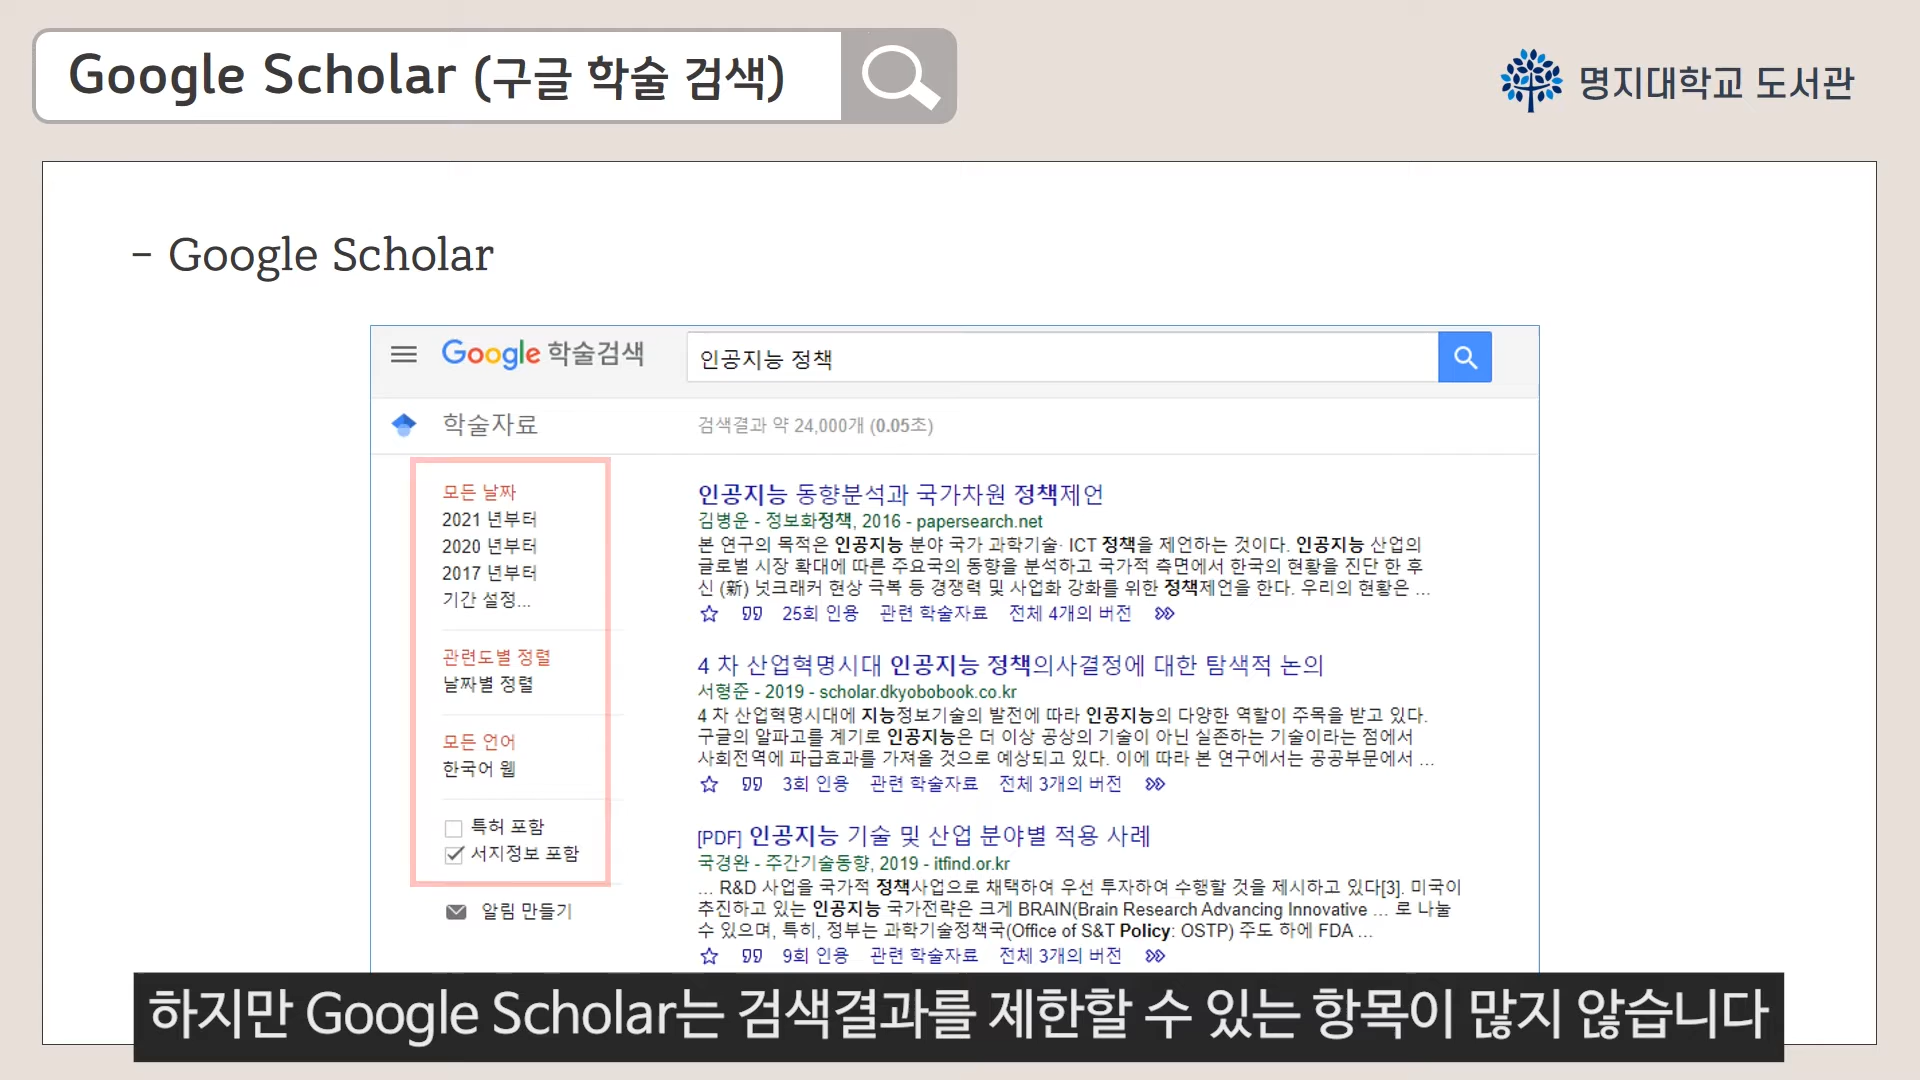 Google Scholar (구글 학술 검색)
명지대학교 도서관
- Google Scholar
Google 학술검색
인공지능 정책
학술자료
검색결과 약 24,000개 (0.05초)
모든 날짜
2021 년부터
2020 년부터
2017 년부터
기간 설정...
관련도별 정렬
날짜별 정렬
모든 언어
한국어 웹
특허 포함
서지정보 포함
알림 만들기
인공지능 동향분석과 국가차원 정책제언
김병운 - 정보화정책, 2016 - papersearch.net
본 연구의 목적은 인공지능 분야 국가 과학기술· ICT 정책을 제언하는 것이다. 인공지능 산업의
글로벌 시장 확대에 따른 주요국의 동향을 분석하고 국가적 측면에서 한국의 현황을 진단 한 후
신 (新) 넛크래커 현상 극복 등 경쟁력 및 사업화 강화를 위한 정책제언을 한다. 우리의 현황은 ...
25회 인용 관련 학술자료 전체 4개의 버전
4 차 산업혁명시대 인공지능 정책의사결정에 대한 탐색적 논의
서형준 - 2019 - scholar.dkyobobook.co.kr
4 차 산업혁명시대에 지능정보기술의 발전에 따라 인공지능의 다양한 역할이 주목을 받고 있다.
구글의 알파고를 계기로 인공지능은 더 이상 공상의 기술이 아닌 실존하는 기술이라는 점에서
사회전역에 파급효과를 가져올 것으로 예상되고 있다. 이에 따라 본 연구에서는 공공부문에서 ...
3회 인용 관련 학술자료 전체 3개의 버전
[PDF] 인공지능 기술 및 산업 분야별 적용 사례
국경완 - 주간기술동향, 2019 - itfind.or.kr
... R&D 사업을 국가적 정책사업으로 채택하여 우선 투자하여 수행할 것을 제시하고 있다[3]. 미국이
추진하고 있는 인공지능 국가전략은 크게 BRAIN(Brain Research Advancing Innovative ... 로 나눌
수 있으며, 특히, 정부는 과학기술정책국(Office of S&T Policy: OSTP) 주도 하에 FDA ...
9회 인용 관련 학술자료 전체 3개의 버전
하지만 Google Scholar는 검색결과를 제한할 수 있는 항목이 많지 않습니다